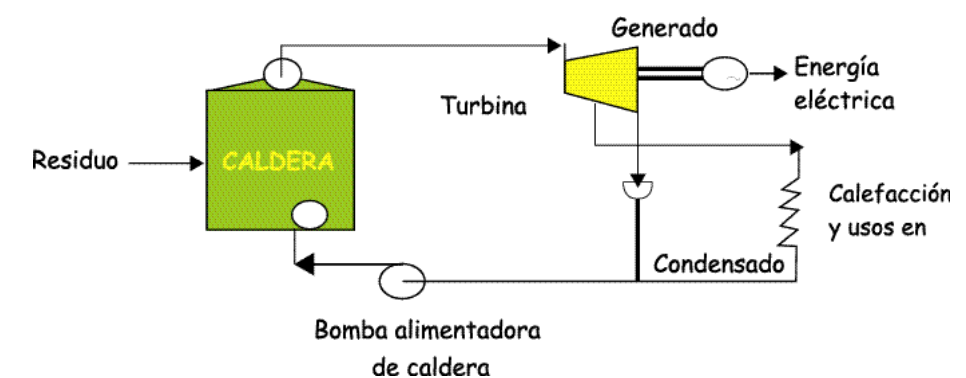 Generado
Energía
eléctrica
Turbina
Residuo
CALDERA
Calefacción
y usos en
Condensado
Bomba alimentadora
de caldera